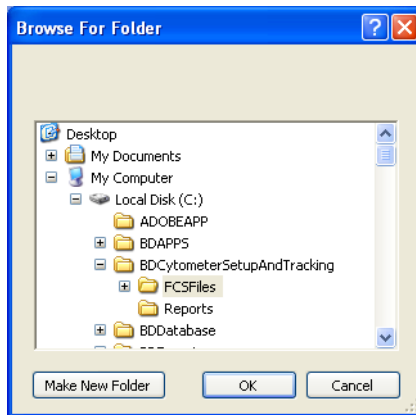 Browse For Folder
Desktop
My Documents
My Computer
Local Disk (C:)
ADOBEAPP
BDAPPS
BDCytometerSetupAndTracking
FCSFiles
Reports
BDDatabase
Make New Folder OK Cancel